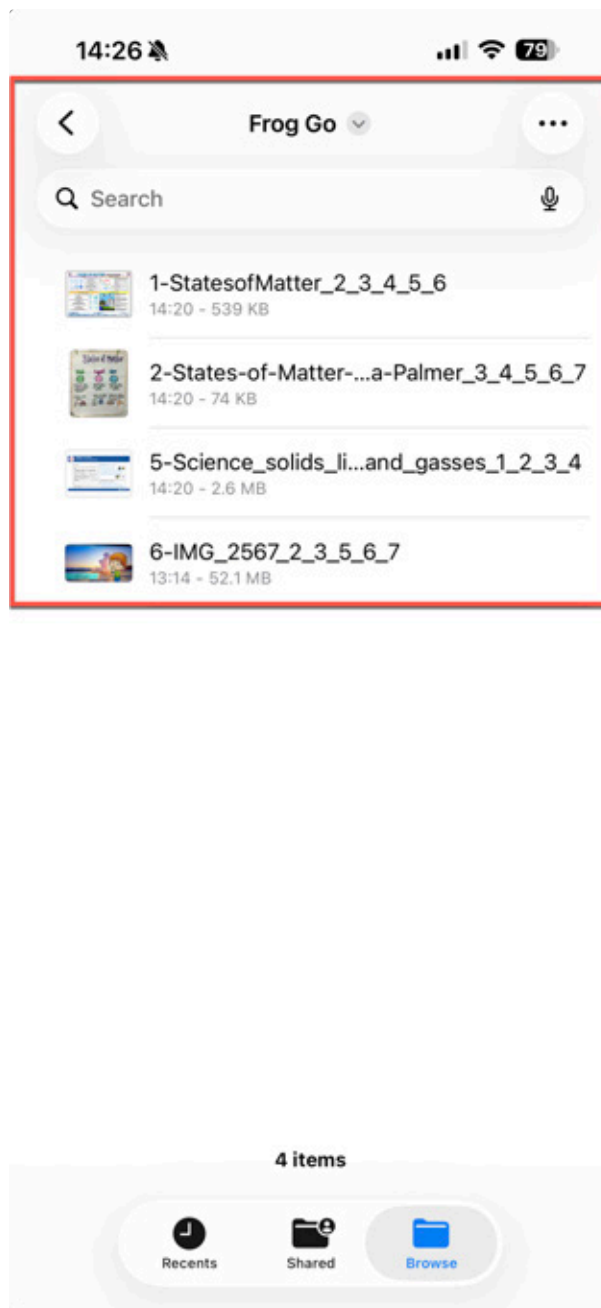 14:26
79
Frog Go
Search
1-StatesofMatter_2_3_4_5_6
14:20 - 539 KB
2-States-of-Matter-...a-Palmer_3_4_5_6_7
14:20 - 74 KB
5-Science_solids_li...and_gasses_1_2_3_4
14:20 - 2.6 MB
6-IMG_2567_2_3_5_6_7
13:14 - 52.1 MB
4 items
Recents
Shared
Browse